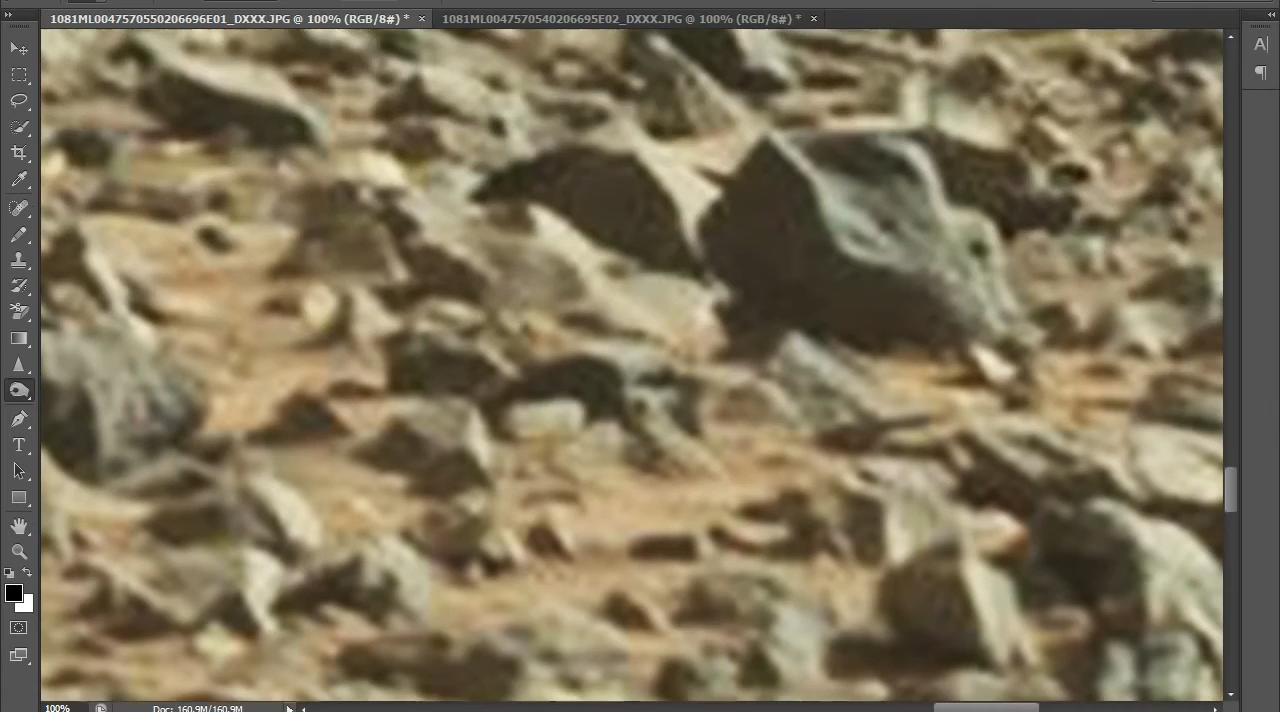 1081ML0047570550206696E01_DXXX.JPG @ 100% (RGB/8#) * ×
1081ML0047570540206695E02_DXXX.JPG @ 100% (RGB/8#) * ×
A
T
100% Doc: 160.9M/160.9M